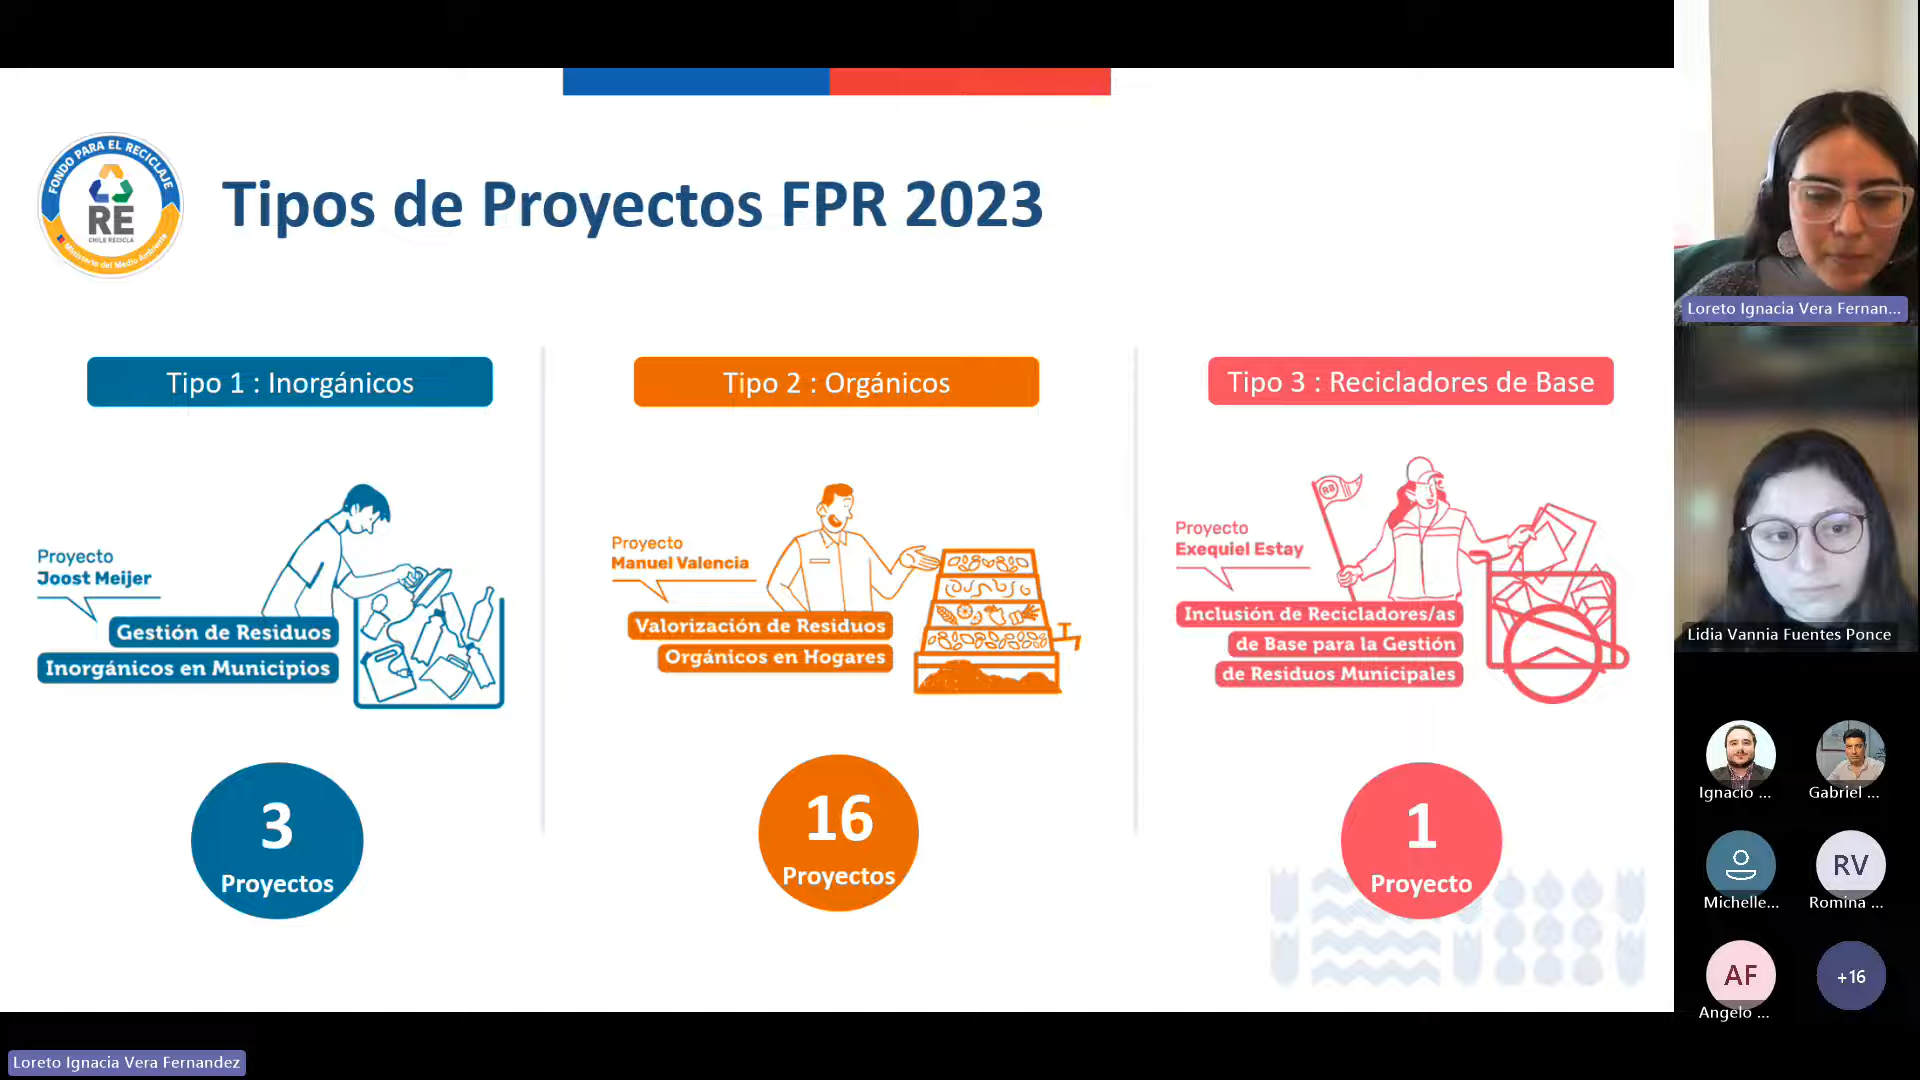 FONDO PARA EL RECICLAJE
RE
CHILE RECICLA
Ministerio del Medio Ambiente
Tipos de Proyectos FPR 2023
Tipo 1 : Inorgánicos
Proyecto
Joost Meijer
Gestión de Residuos
Inorgánicos en Municipios
3
Proyectos
Tipo 2 : Orgánicos
Proyecto
Manuel Valencia
Valorización de Residuos
Orgánicos en Hogares
16
Proyectos
Tipo 3 : Recicladores de Base
RB
Proyecto
Exequiel Estay
Inclusión de Recicladores/as
de Base para la Gestión
de Residuos Municipales
1
Proyecto
Loreto Ignacia Vera Fernan...
Lidia Vannia Fuentes Ponce
Ignacio ...
Gabriel ...
Michelle...
RV
Romina ...
AF
Angelo ...
+16
Loreto Ignacia Vera Fernandez